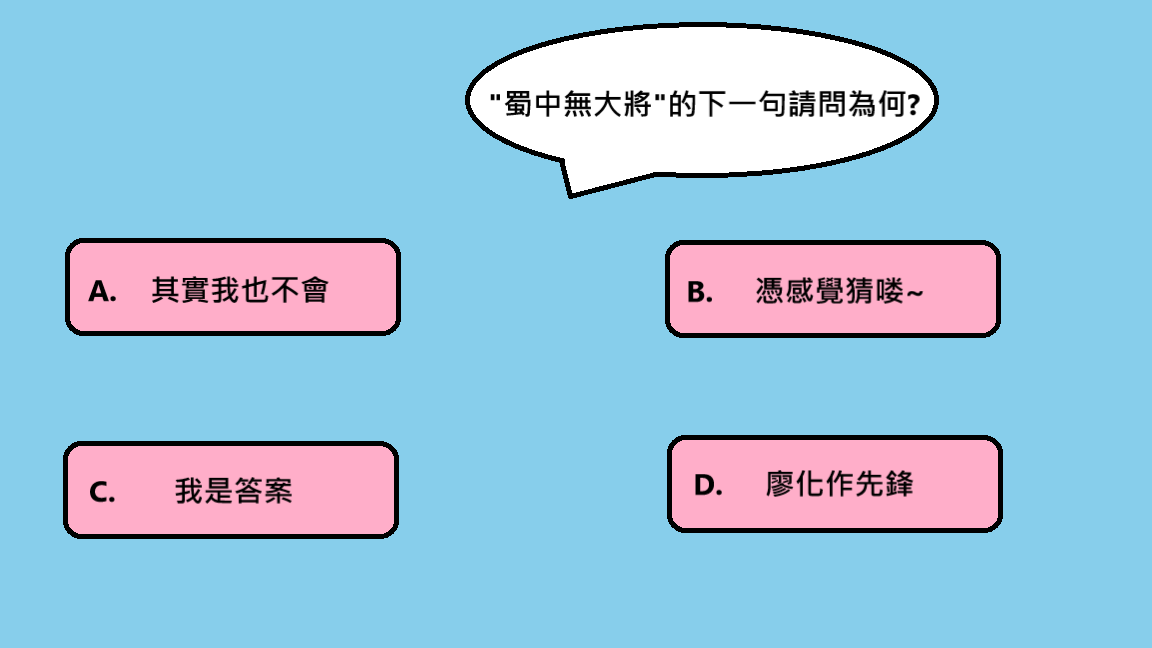 "蜀中無大將"的下一句請問為何?
A. 其實我也不會
B. 憑感覺猜喽~
C. 我是答案
D. 廖化作先鋒